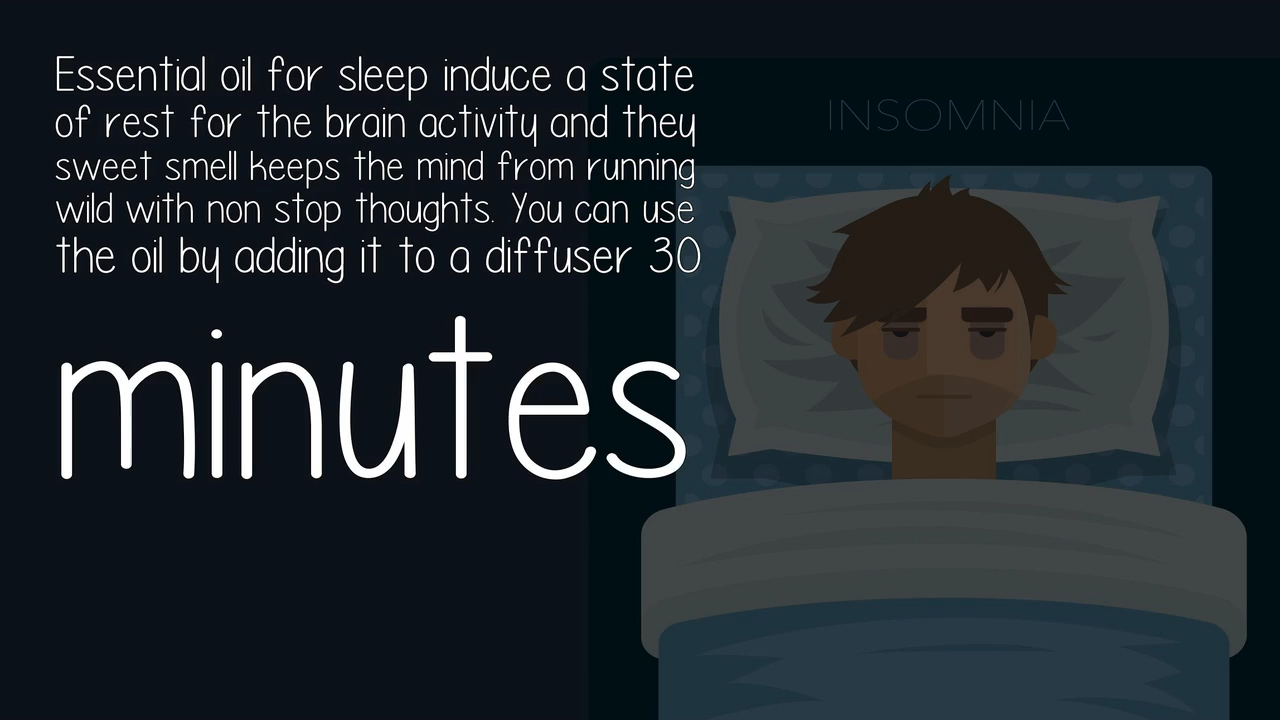 Essential oil for sleep induce a state
of rest for the brain activity and they
sweet smell keeps the mind from running
wild with non stop thoughts. You can use
the oil by adding it to a diffuser 30
minutes
INSOMNIA